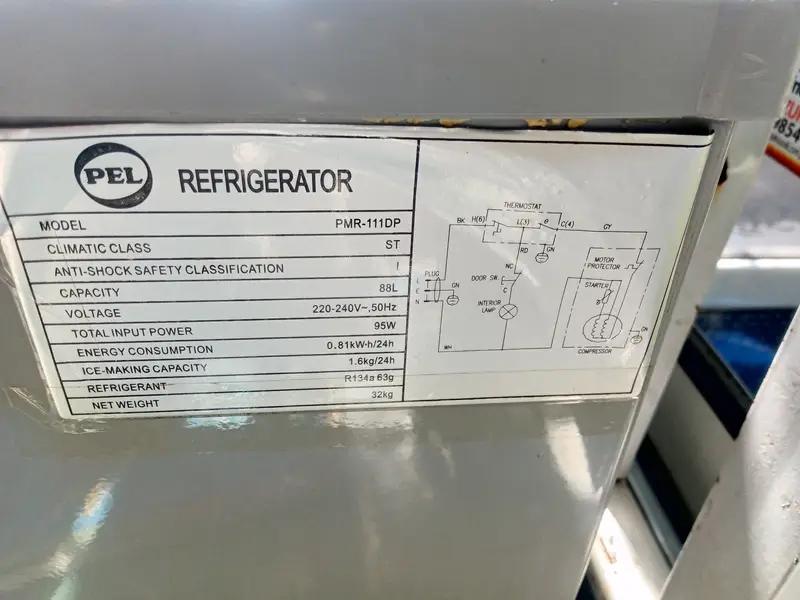 PEL REFRIGERATOR
MODEL PMR-111DP
CLIMATIC CLASS ST
ANTI-SHOCK SAFETY CLASSIFICATION I
CAPACITY 88L
VOLTAGE 220-240V~,50Hz
TOTAL INPUT POWER 95W
ENERGY CONSUMPTION 0.81kW·h/24h
ICE-MAKING CAPACITY 1.6kg/24h
REFRIGERANT R134a 63g
NET WEIGHT 32kg
THERMOSTAT
BK H(6) L(3) θ C(4) GY
RD GN
NC
DOOR SW.
C
PLUG
L
E GN
N
INTERIOR
LAMP
MOTOR
PROTECTOR
STARTER
θ
GN
WH
COMPRESSOR
9854